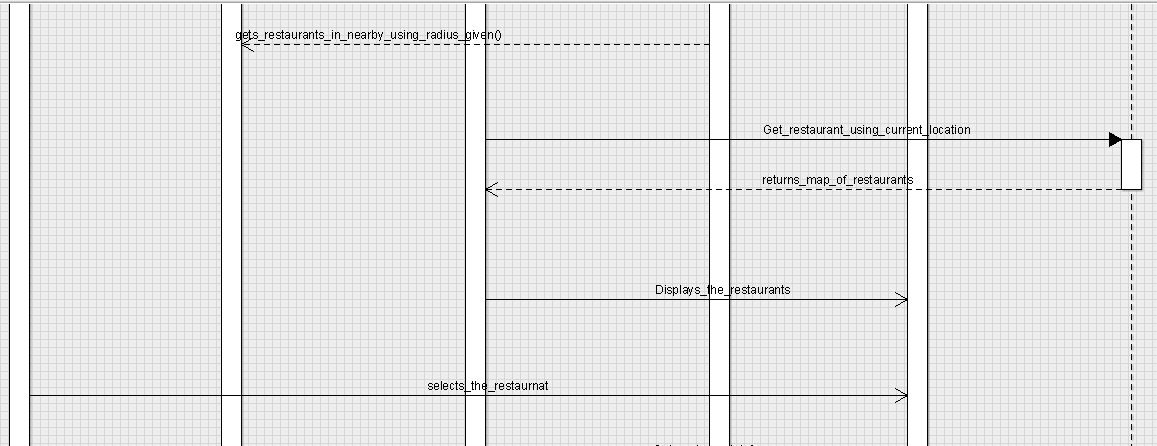 gets_restaurants_in_nearby_using_radius_given()
Get_restaurant_using_current_location
returns_map_of_restaurants
Displays_the_restaurants
selects_the_restaurnat